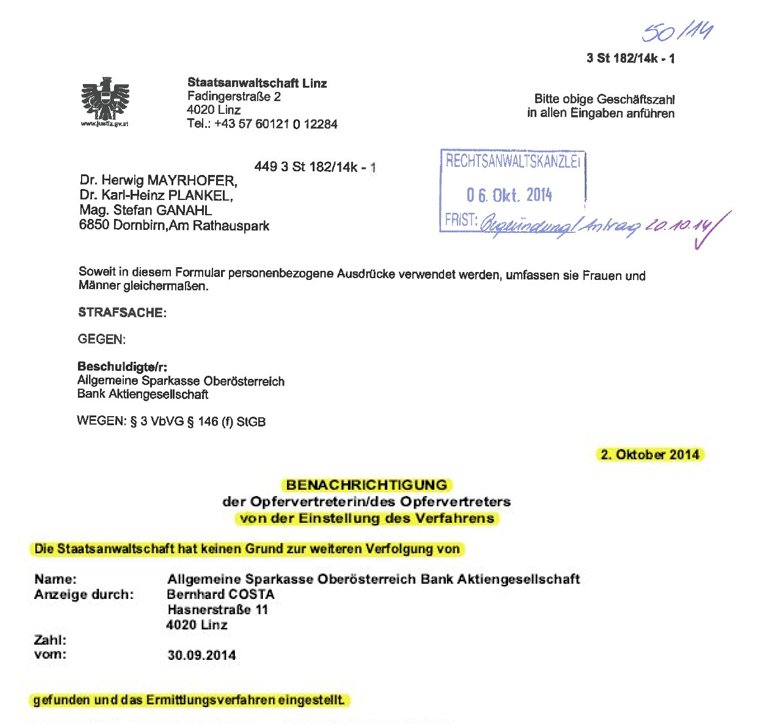 50/14
3 St 182/14k - 1
Staatsanwaltschaft Linz
Fadingerstraße 2
4020 Linz
Tel.: +43 57 60121 0 12284
www.justiz.gv.at
Bitte obige Geschäftszahl
in allen Eingaben anführen
449 3 St 182/14k - 1
Dr. Herwig MAYRHOFER,
Dr. Karl-Heinz PLANKEL,
Mag. Stefan GANAHL
6850 Dornbirn,Am Rathauspark
RECHTSANWALTSKANZLEI
06. Okt. 2014
FRIST: Begründung/Antrag 20.10.14/
Soweit in diesem Formular personenbezogene Ausdrücke verwendet werden, umfassen sie Frauen und
Männer gleichermaßen.
STRAFSACHE:
GEGEN:
Beschuldigte/r:
Allgemeine Sparkasse Oberösterreich
Bank Aktiengesellschaft
WEGEN: § 3 VbVG § 146 (f) StGB
2. Oktober 2014
BENACHRICHTIGUNG
der Opfervertreterin/des Opfervertreters
von der Einstellung des Verfahrens
Die Staatsanwaltschaft hat keinen Grund zur weiteren Verfolgung von
Name: Allgemeine Sparkasse Oberösterreich Bank Aktiengesellschaft
Anzeige durch: Bernhard COSTA
Hasnerstraße 11
4020 Linz
Zahl:
vom: 30.09.2014
gefunden und das Ermittlungsverfahren eingestellt.